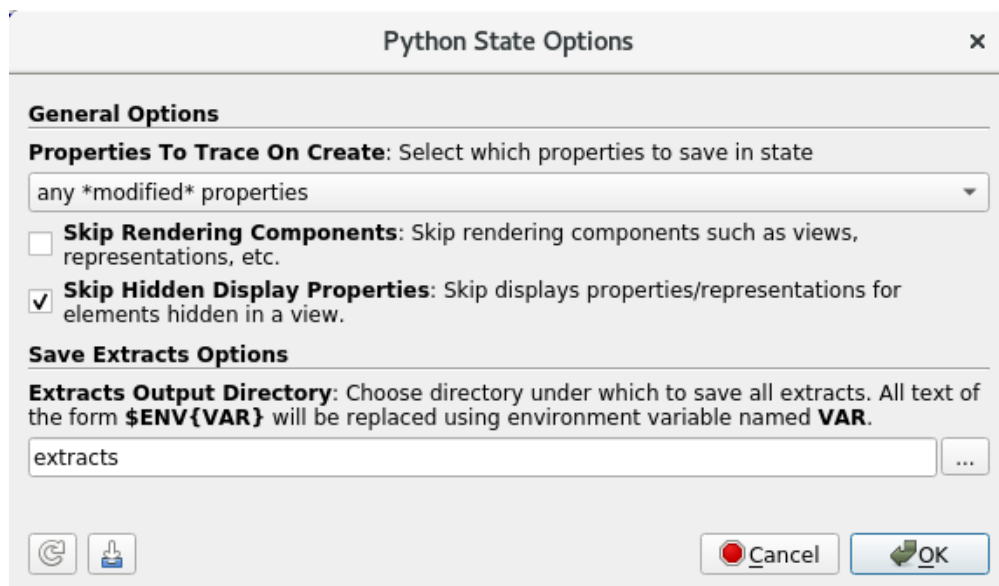 Python State Options
General Options
Properties To Trace On Create: Select which properties to save in state
any *modified* properties
Skip Rendering Components: Skip rendering components such as views,
representations, etc.
Skip Hidden Display Properties: Skip displays properties/representations for
elements hidden in a view.
Save Extracts Options
Extracts Output Directory: Choose directory under which to save all extracts. All text of
the form $ENV{VAR} will be replaced using environment variable named VAR.
extracts
...
Cancel
OK